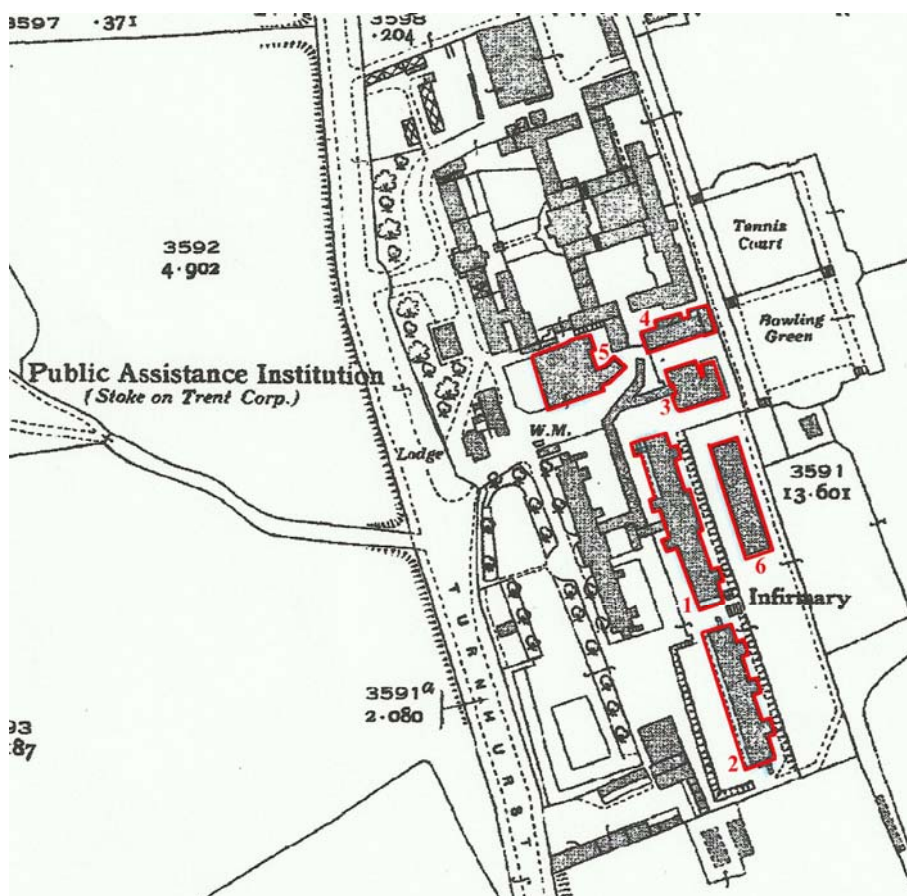 3597 .371
3598
.204
3592
4.902
Tennis
Court
4
Bowling
Green
5
Public Assistance Institution
(Stoke on Trent Corp.)
3
W.M.
Lodge
3591
13.601
6
1
Infirmary
3591a
2.080
TURNHURST
93
187
2